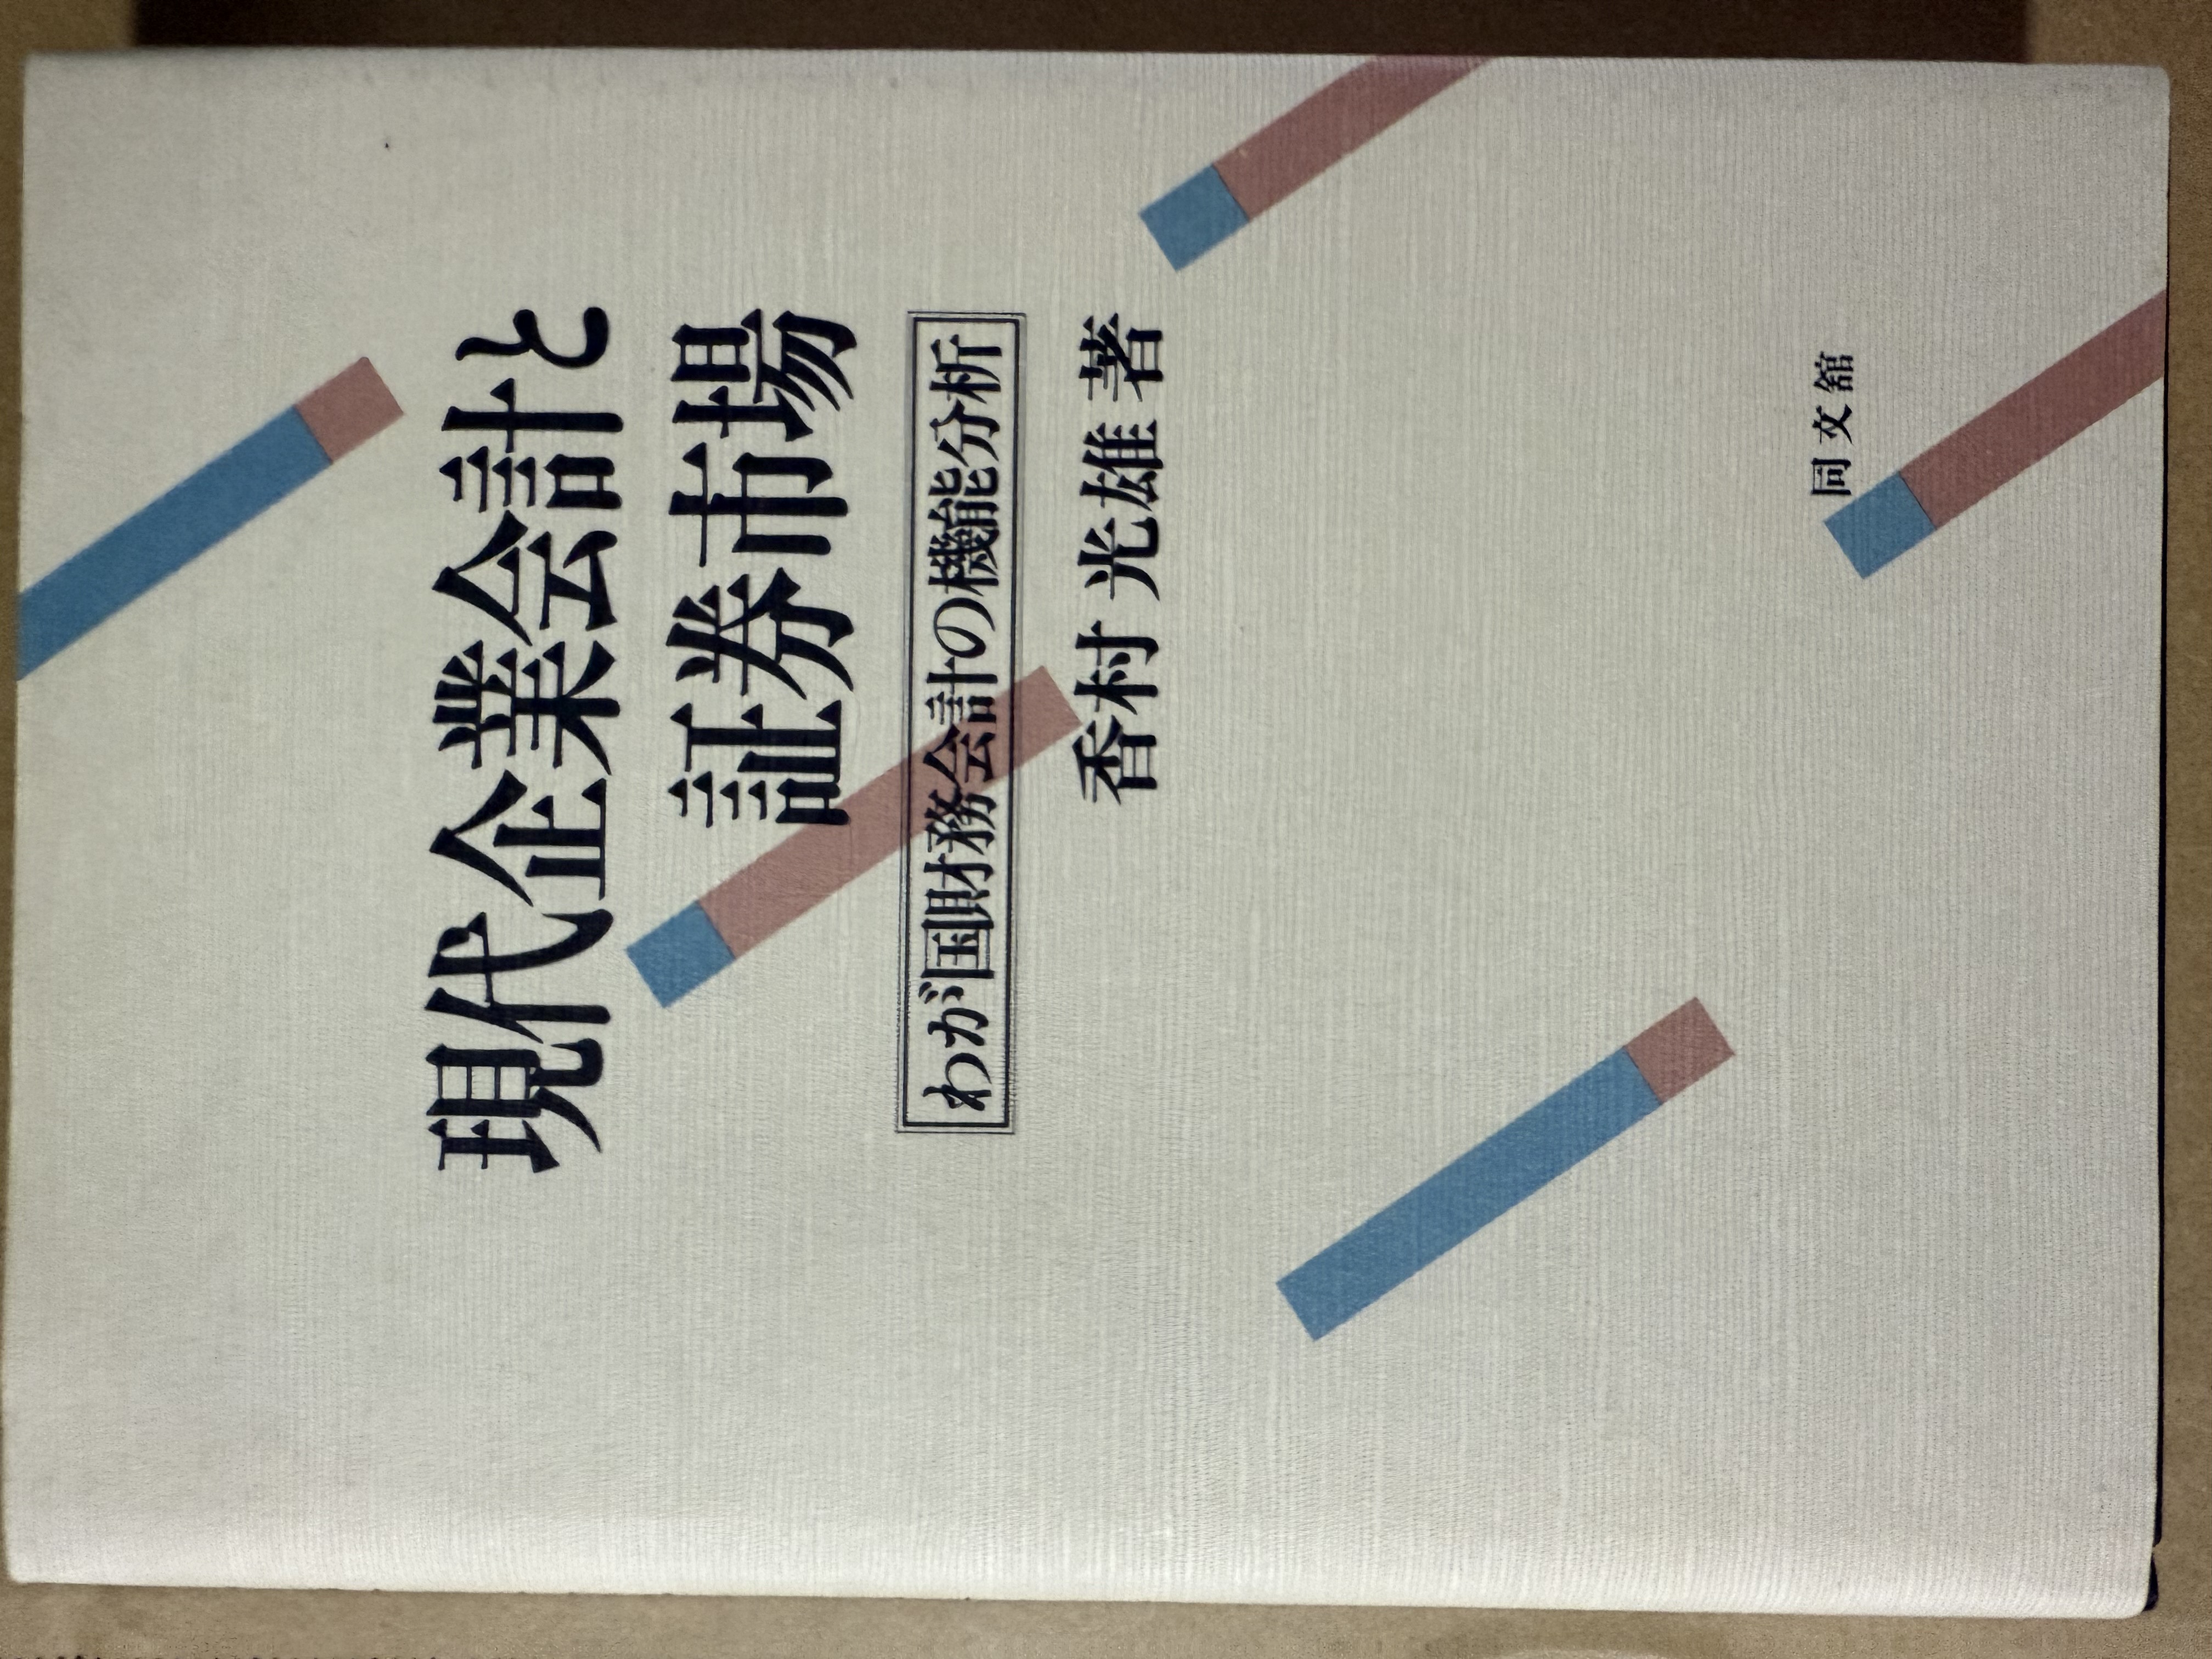 現代企業会計と
証券市場
わが国財務会計の機能分析
香村光雄著
同文舘